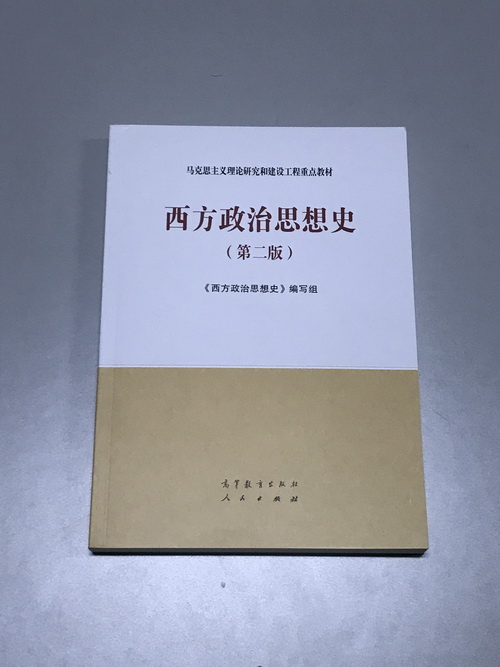 马克思主义理论研究和建设工程重点教材
西方政治思想史
（第二版）
《西方政治思想史》编写组
高等教育出版社
人民出版社